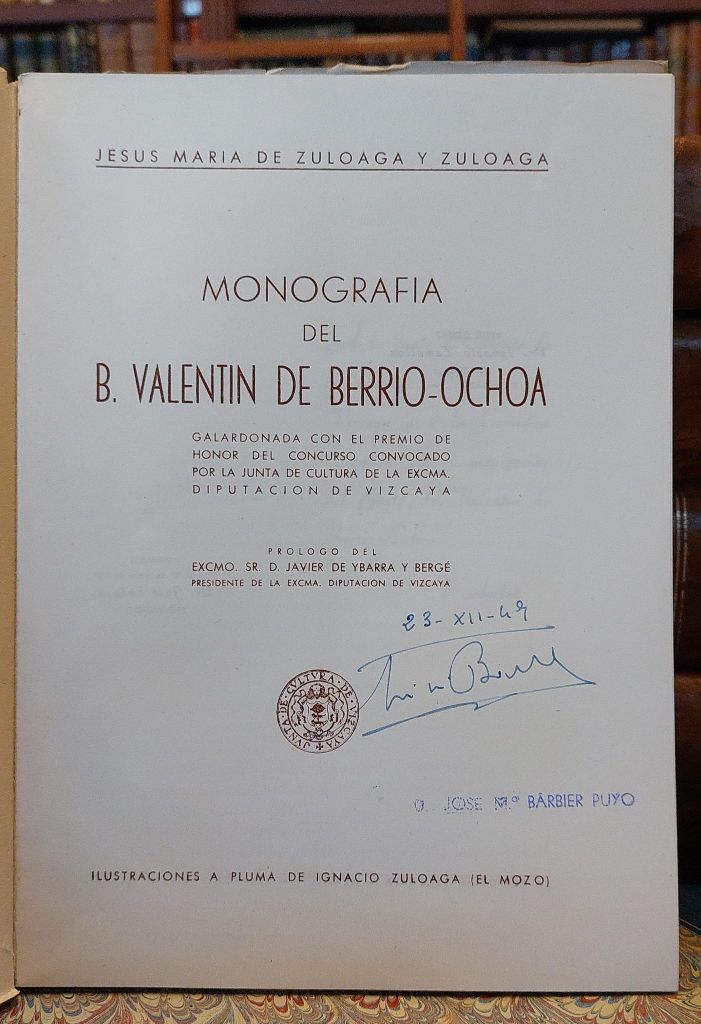 JESUS MARIA DE ZULOAGA Y ZULOAGA
MONOGRAFIA
DEL
B. VALENTIN DE BERRIO-OCHOA
GALARDONADA CON EL PREMIO DE
HONOR DEL CONCURSO CONVOCADO
POR LA JUNTA DE CULTURA DE LA EXCMA.
DIPUTACION DE VIZCAYA
PROLOGO DEL
EXCMO. SR. D. JAVIER DE YBARRA Y BERGÉ
PRESIDENTE DE LA EXCMA. DIPUTACION DE VIZCAYA
23-XII-49
JVNTA·DE·CVLTVRA·DE·VIZCAYA
JOSE Mª BARBIER PUYO
ILUSTRACIONES A PLUMA DE IGNACIO ZULOAGA (EL MOZO)